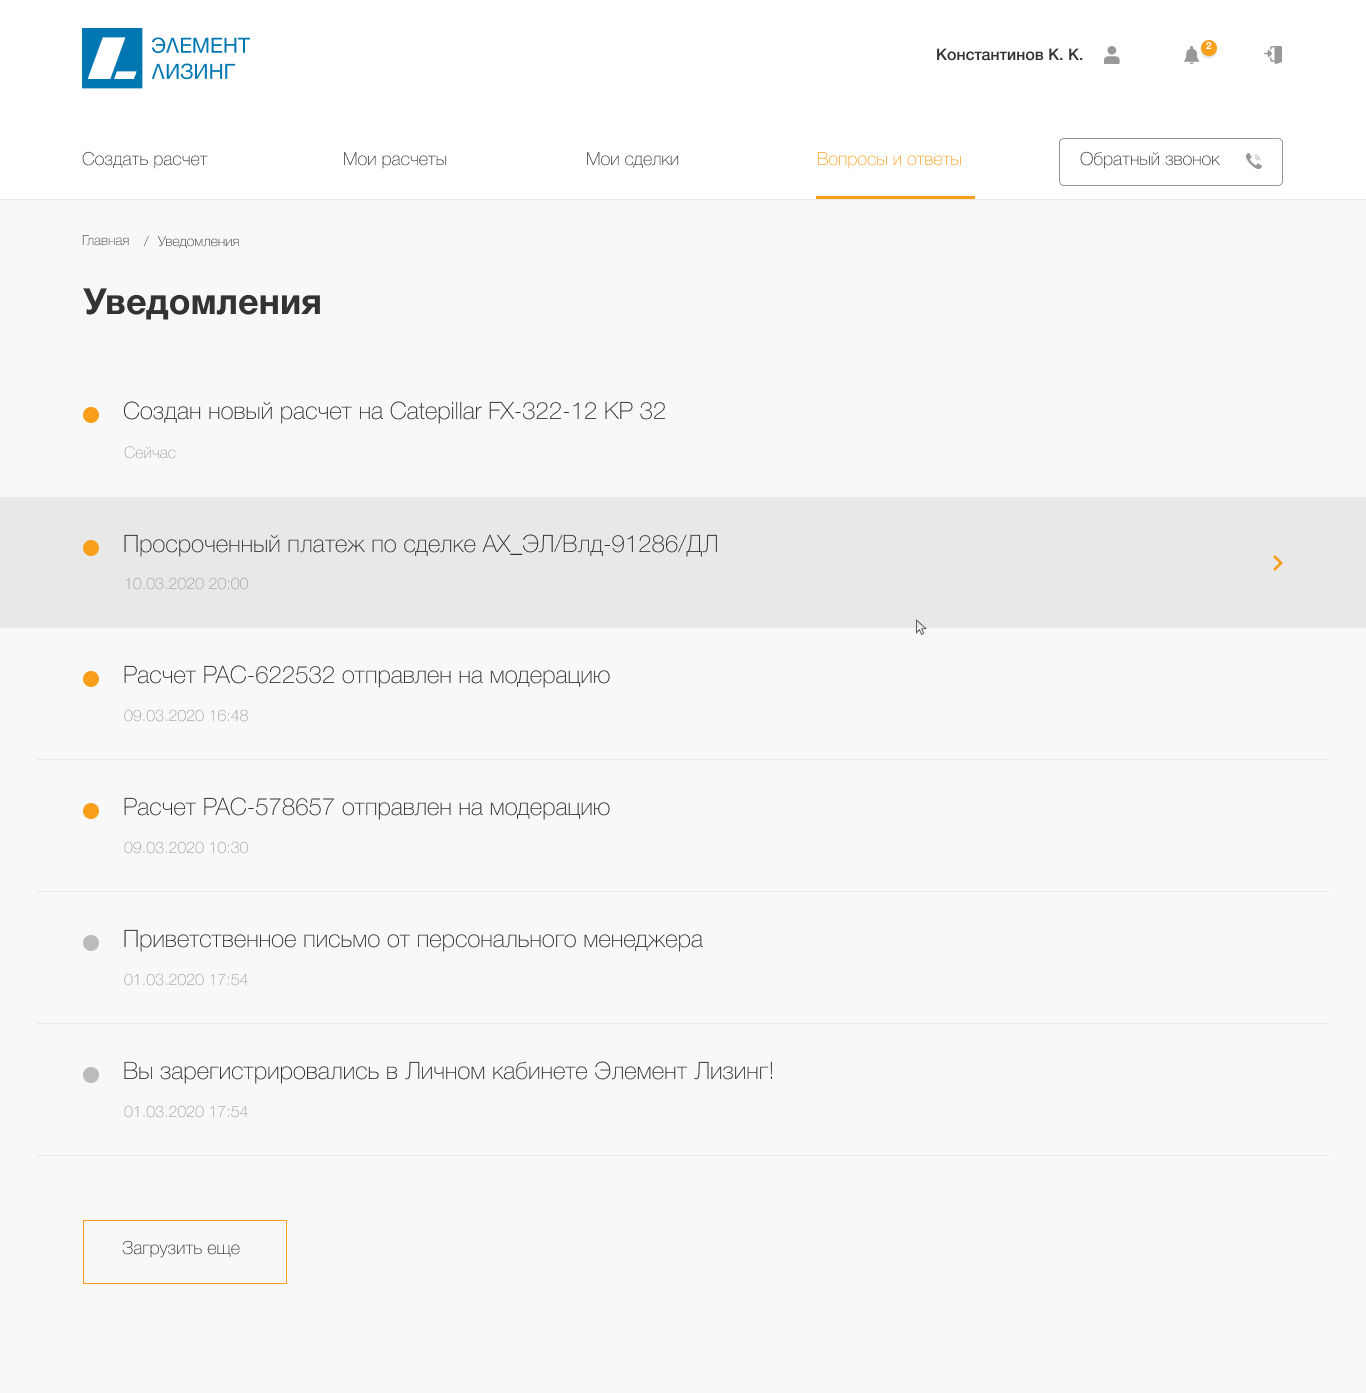 ЭЛЕМЕНТ
ЛИЗИНГ
Константинов К. К.
2
Создать расчет
Мои расчеты
Мои сделки
Вопросы и ответы
Обратный звонок
Главная / Уведомления
Уведомления
Создан новый расчет на Catepillar FX-322-12 КР 32
Сейчас
Просроченный платеж по сделке АХ_ЭЛ/Влд-91286/ДЛ
10.03.2020 20:00
Расчет РАС-622532 отправлен на модерацию
09.03.2020 16:48
Расчет РАС-578657 отправлен на модерацию
09.03.2020 10:30
Приветственное письмо от персонального менеджера
01.03.2020 17:54
Вы зарегистрировались в Личном кабинете Элемент Лизинг!
01.03.2020 17:54
Загрузить еще